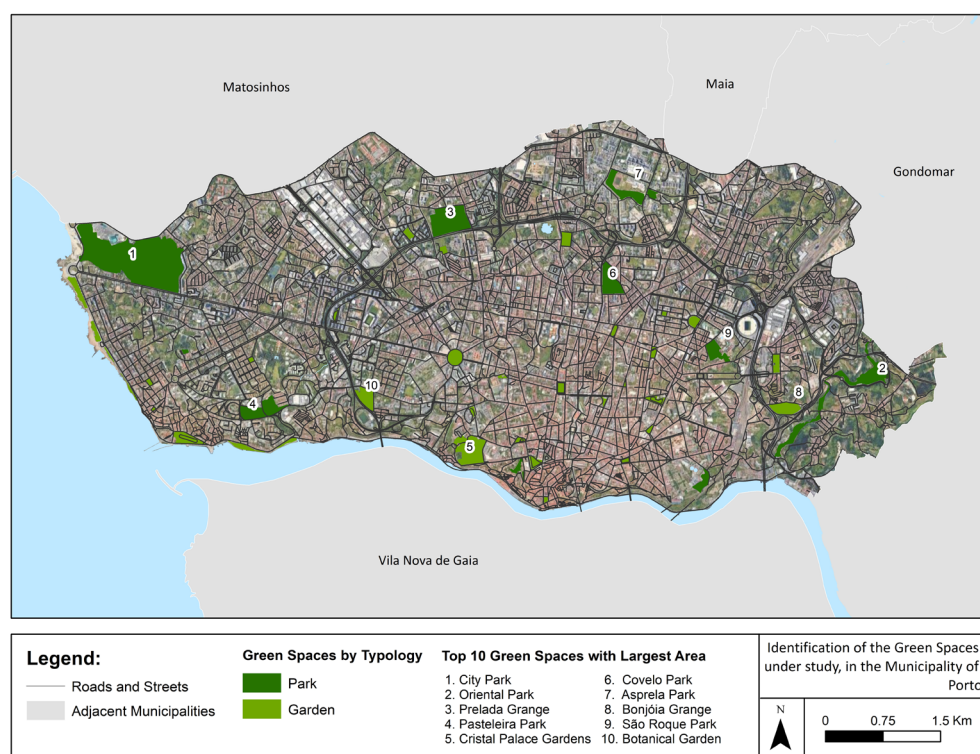 Matosinhos
Maia
Gondomar
7
3
1
6
9
2
10
8
4
5
Vila Nova de Gaia
Legend:
Roads and Streets
Adjacent Municipalities
Green Spaces by Typology
Park
Garden
Top 10 Green Spaces with Largest Area
1. City Park
2. Oriental Park
3. Prelada Grange
4. Pasteleira Park
5. Cristal Palace Gardens
6. Covelo Park
7. Asprela Park
8. Bonjóia Grange
9. São Roque Park
10. Botanical Garden
Identification of the Green Spaces
under study, in the Municipality of
Porto
N
0 0.75 1.5 Km